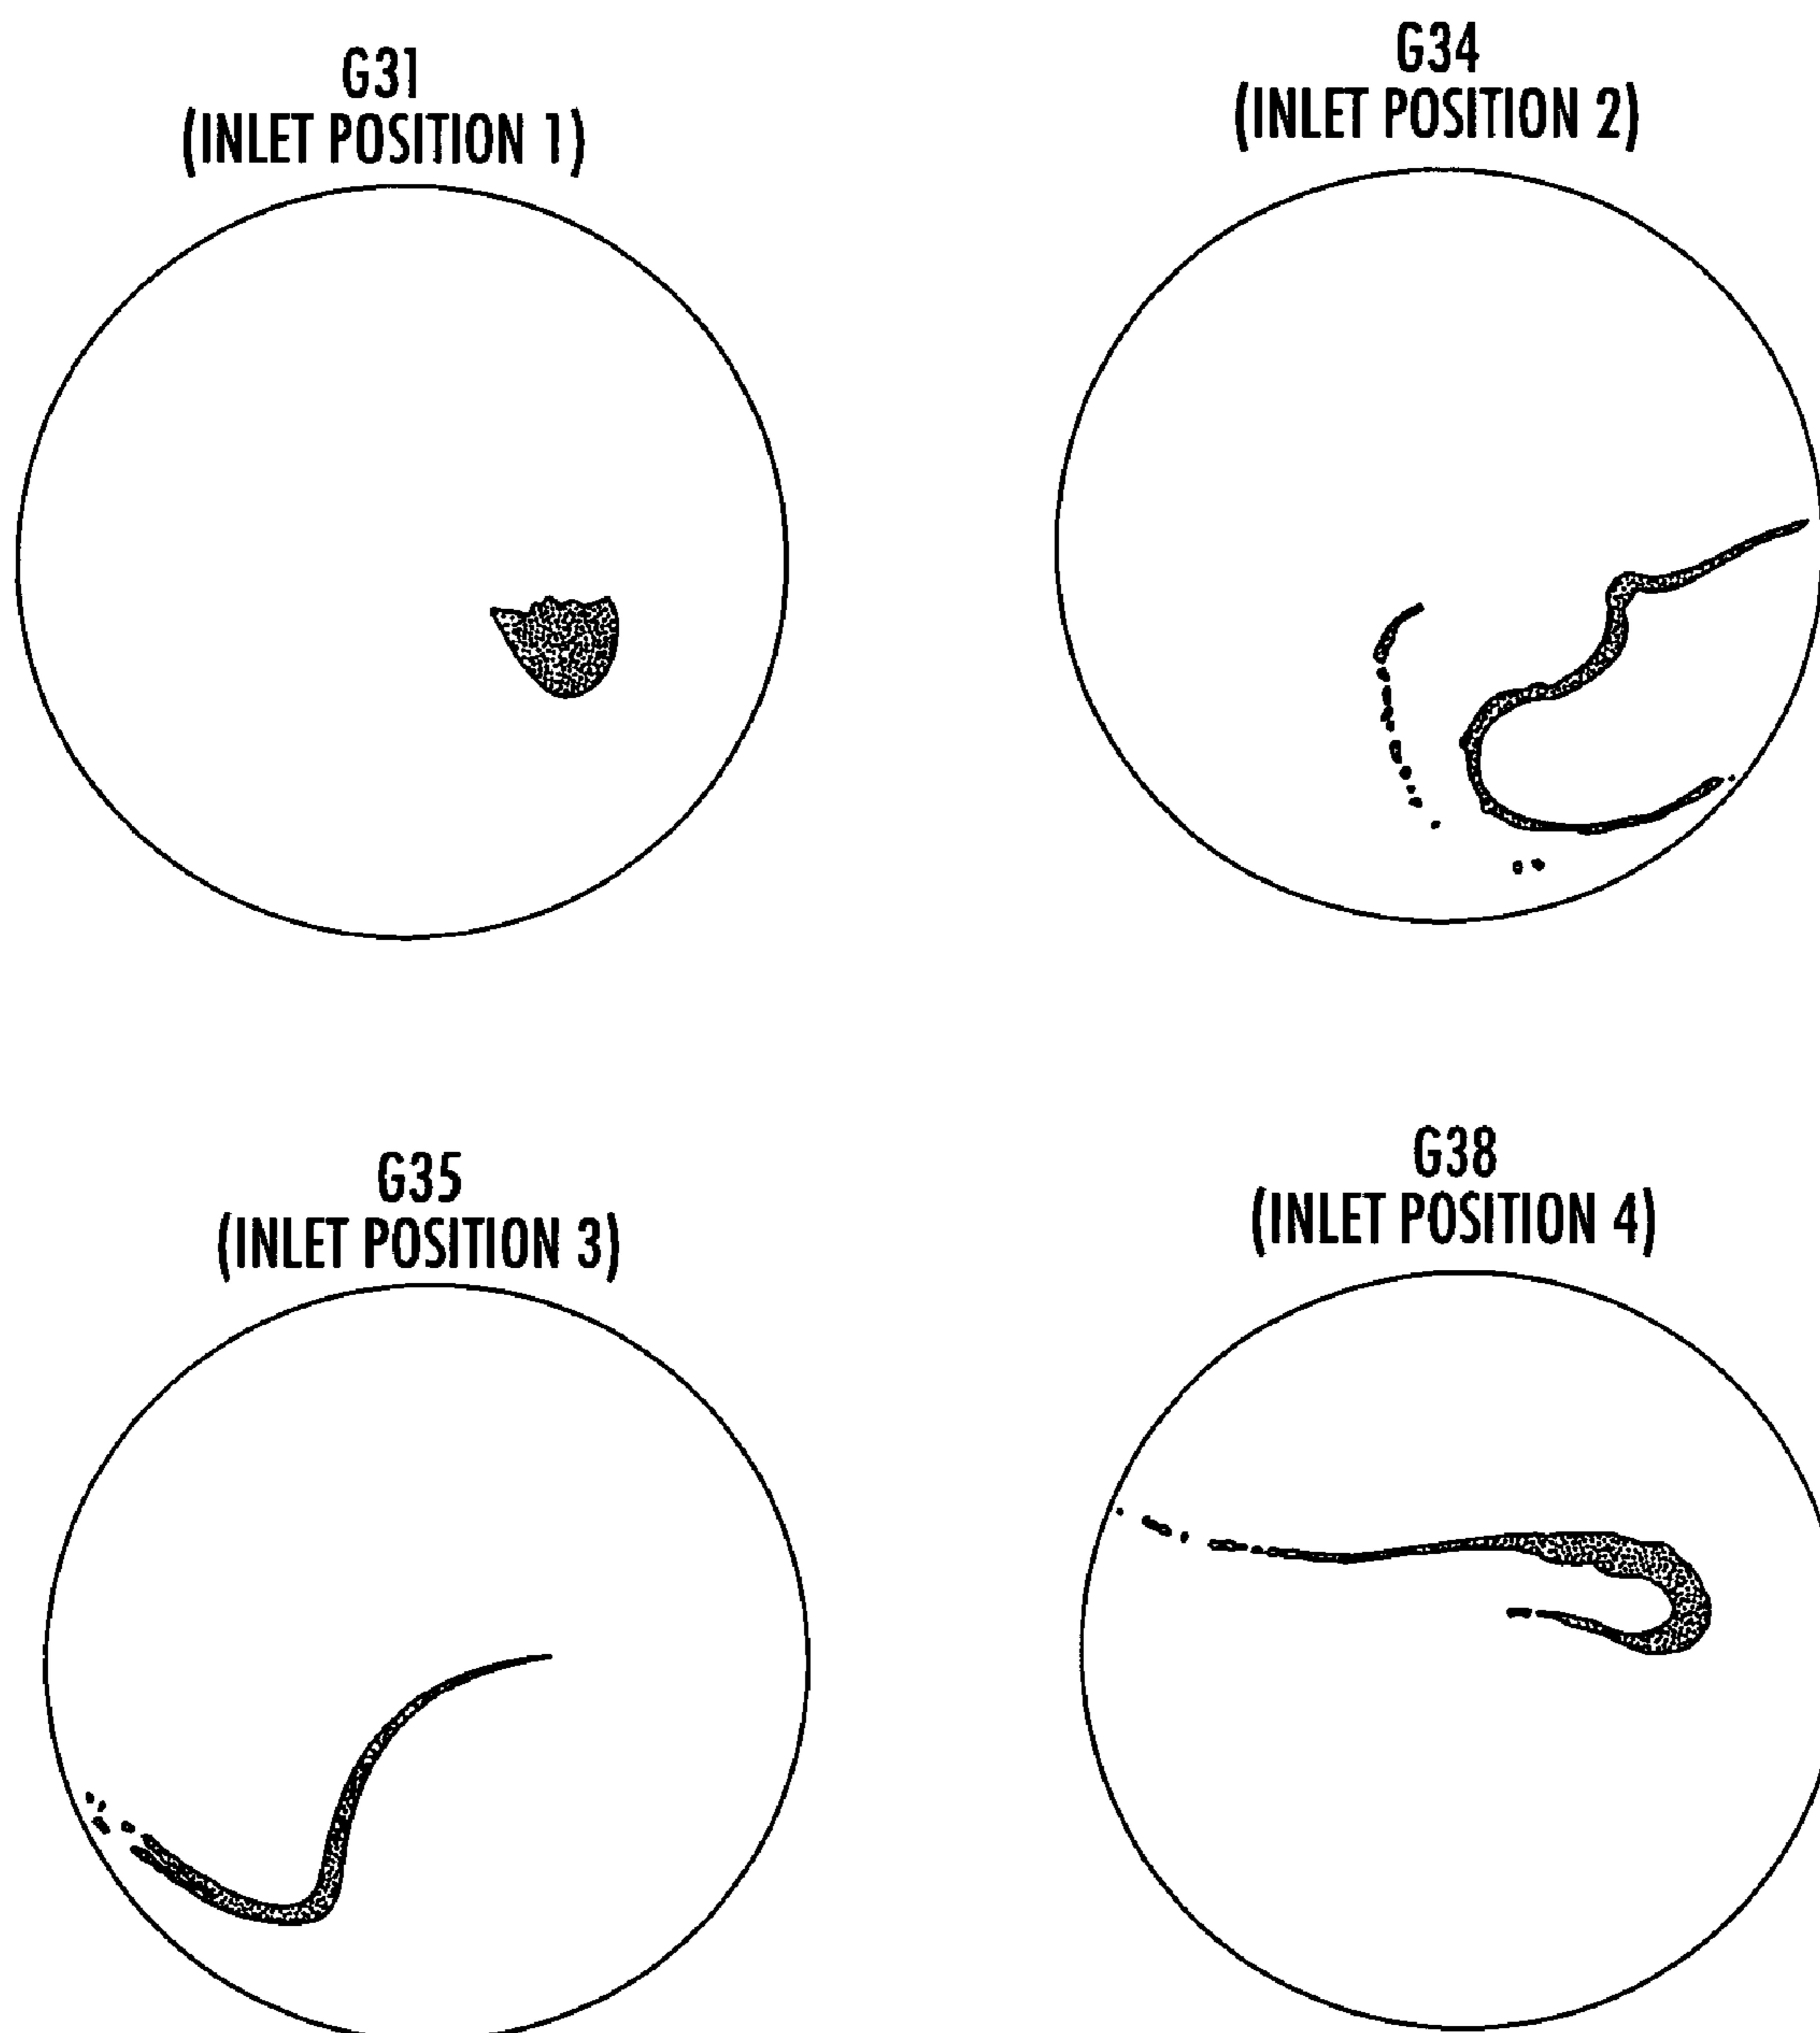 G31
(INLET POSITION 1)
G34
(INLET POSITION 2)
G35
(INLET POSITION 3)
G38
(INLET POSITION 4)